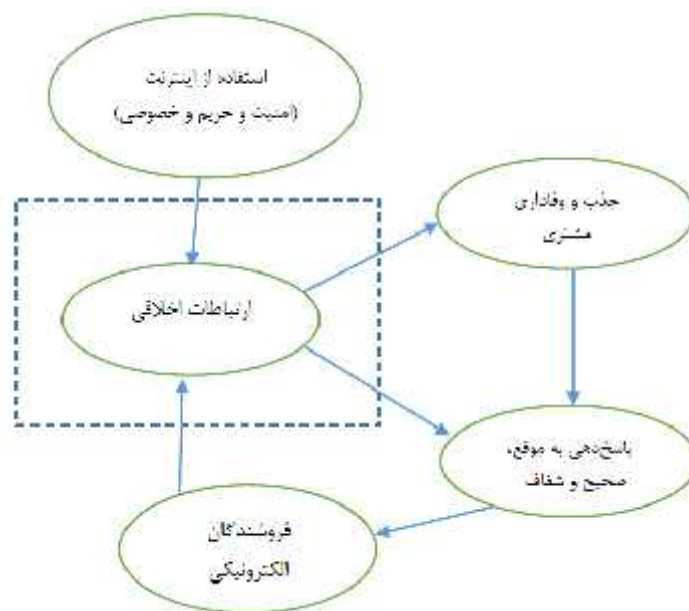 استفاده از اینترنت
(امنیت و حریم و خصوصی)
جذب و وفاداری
مشتری
ارتباطات اخلاقی
پاسخ‌دهی به موقع،
صحیح و شفاف
فروشندگان
الکترونیکی